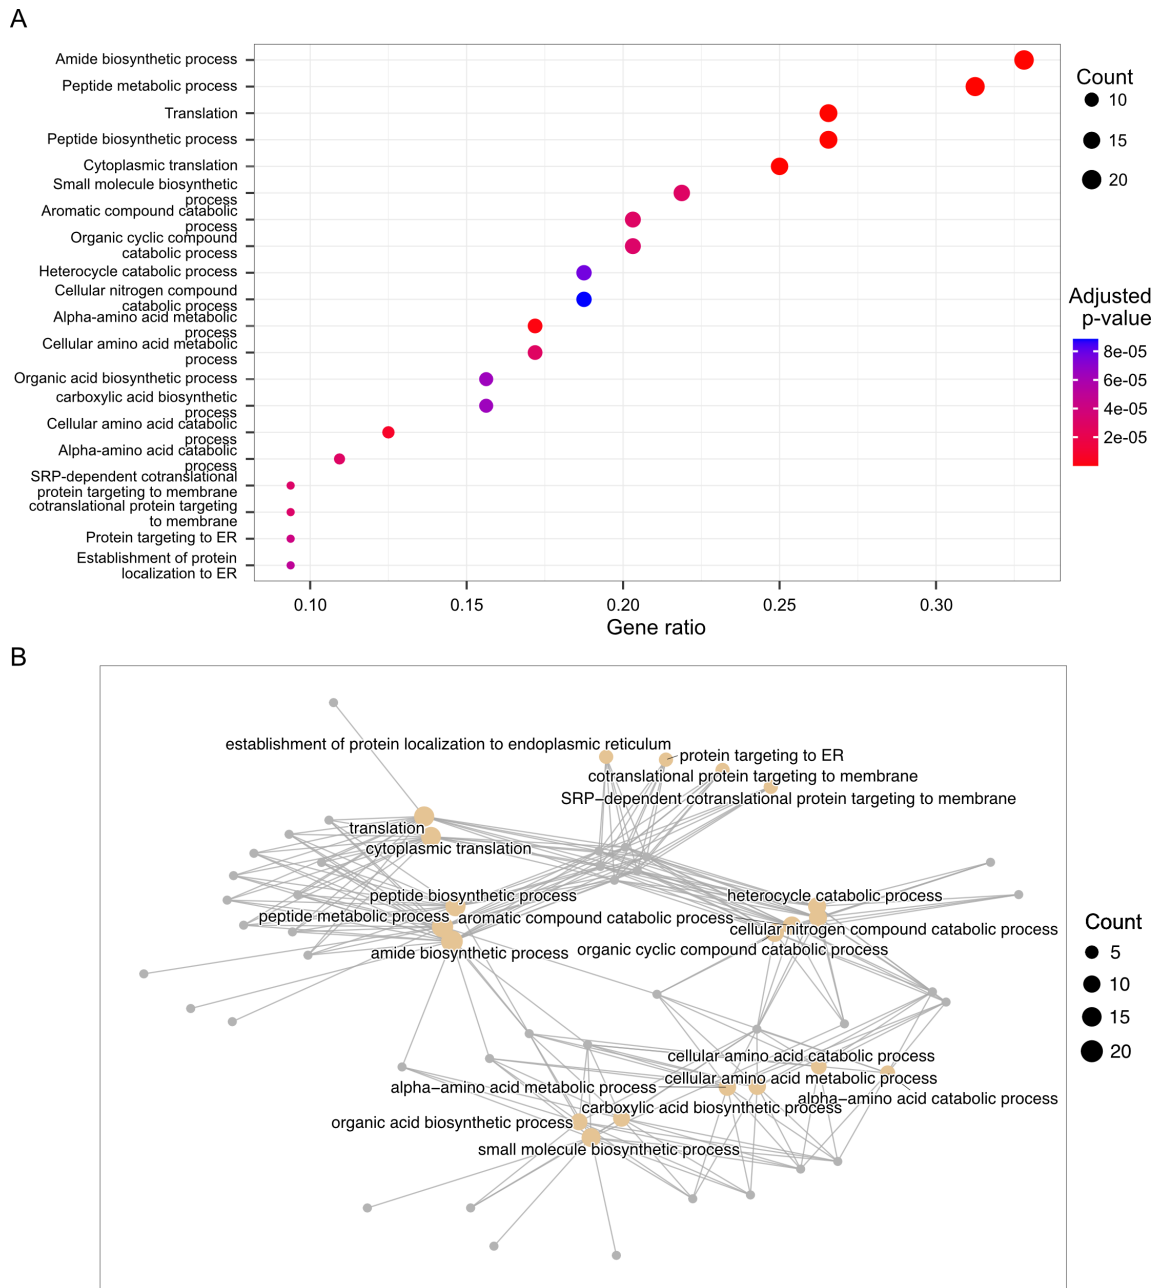 A
Amide biosynthetic process
Peptide metabolic process
Translation
Peptide biosynthetic process
Cytoplasmic translation
Small molecule biosynthetic
process
Aromatic compound catabolic
process
Organic cyclic compound
catabolic process
Heterocycle catabolic process
Cellular nitrogen compound
catabolic process
Alpha-amino acid metabolic
process
Cellular amino acid metabolic
process
Organic acid biosynthetic process
carboxylic acid biosynthetic
process
Cellular amino acid catabolic
process
Alpha-amino acid catabolic
process
SRP-dependent cotranslational
protein targeting to membrane
cotranslational protein targeting
to membrane
Protein targeting to ER
Establishment of protein
localization to ER
0.10 0.15 0.20 0.25 0.30
Gene ratio
Count
10
15
20
Adjusted
p-value
8e-05
6e-05
4e-05
2e-05
B
establishment of protein localization to endoplasmic reticulum
protein targeting to ER
cotranslational protein targeting to membrane
SRP−dependent cotranslational protein targeting to membrane
translation
cytoplasmic translation
peptide biosynthetic process
heterocycle catabolic process
peptide metabolic process
aromatic compound catabolic process
cellular nitrogen compound catabolic process
amide biosynthetic process
organic cyclic compound catabolic process
cellular amino acid catabolic process
cellular amino acid metabolic process
alpha−amino acid metabolic process
alpha−amino acid catabolic process
carboxylic acid biosynthetic process
organic acid biosynthetic process
small molecule biosynthetic process
Count
5
10
15
20